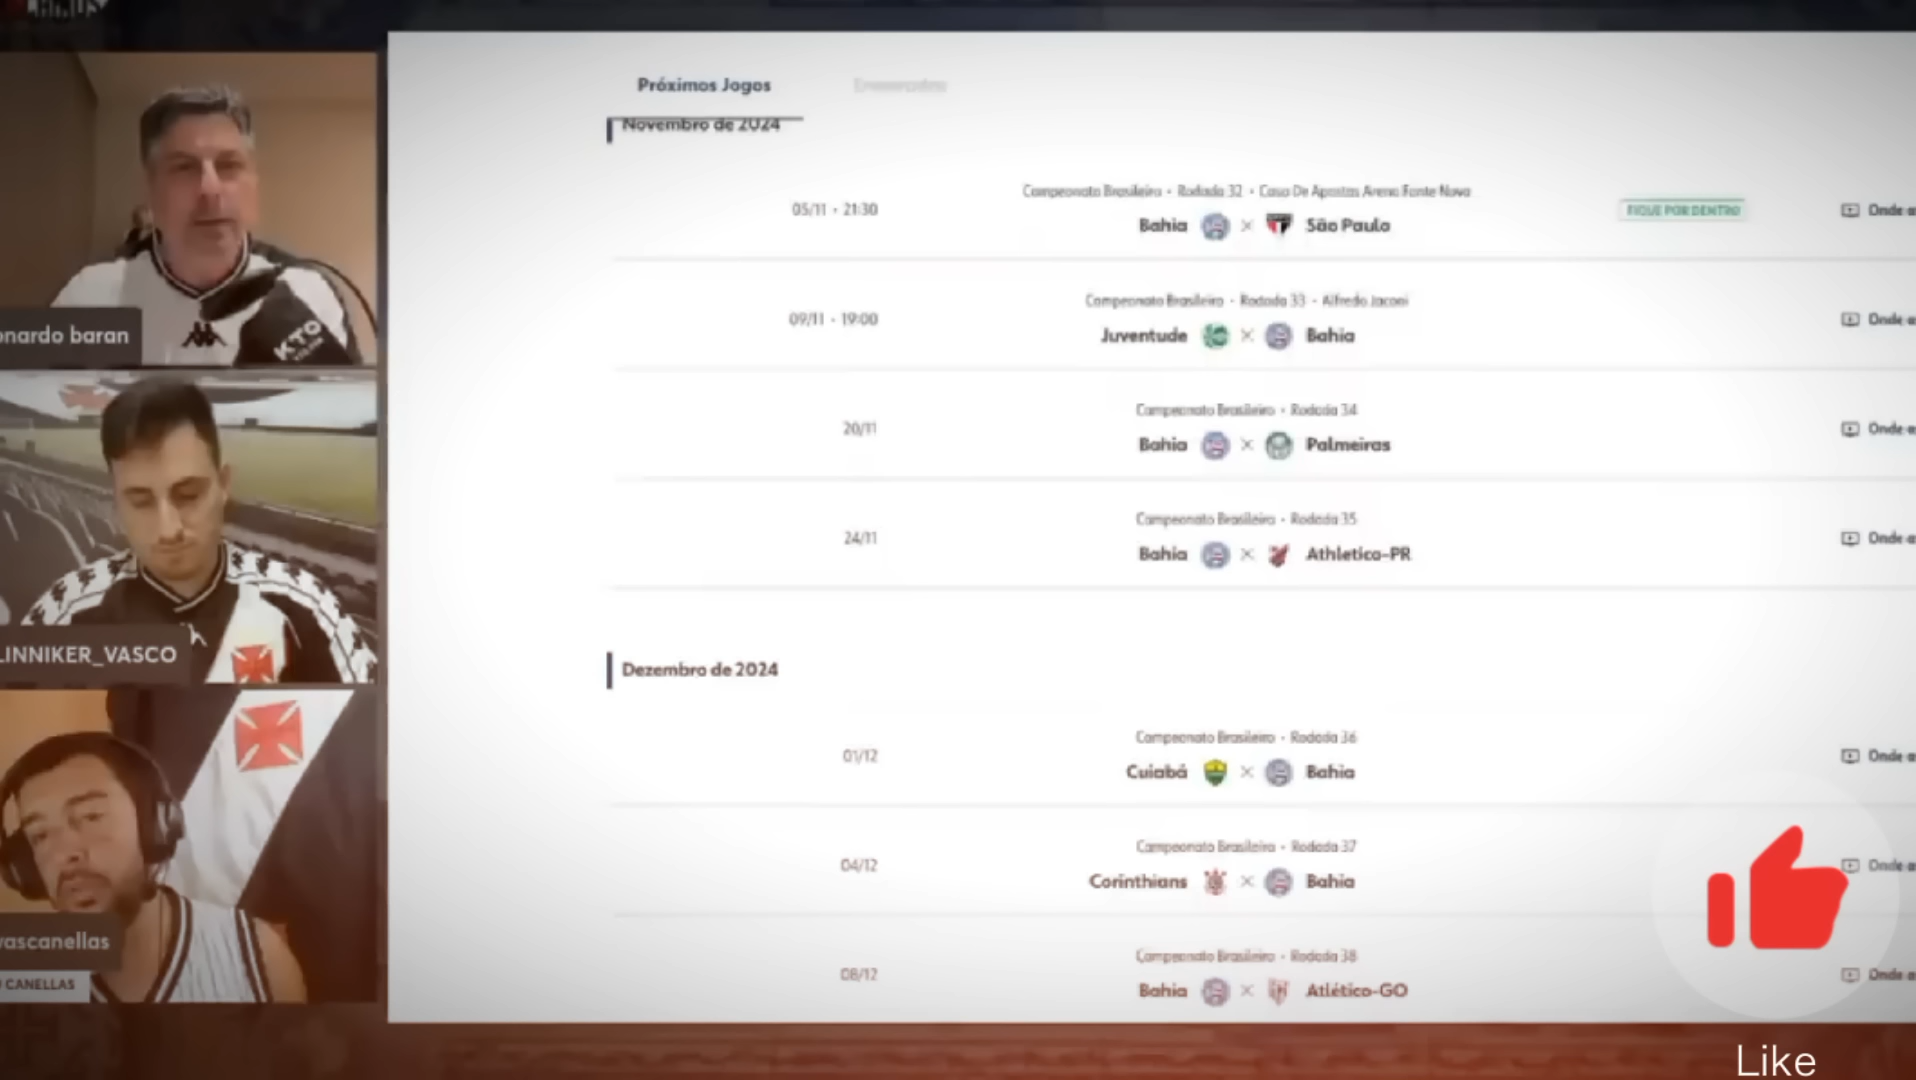 Próximos Jogos
Novembro de 2024
Campeonato Brasileiro • Rodada 32 • Casa De Apostas Arena Fonte Nova
05/11 • 21:30
Bahia × São Paulo
FIQUE POR DENTRO
Onde a
Campeonato Brasileiro • Rodada 33 • Alfredo Jaconi
09/11 • 19:00
Juventude × Bahia
Onde a
Campeonato Brasileiro • Rodada 34
20/11
Bahia × Palmeiras
Onde a
Campeonato Brasileiro • Rodada 35
24/11
Bahia × Athletico-PR
Onde a
Dezembro de 2024
Campeonato Brasileiro • Rodada 36
01/12
Cuiabá × Bahia
Onde a
Campeonato Brasileiro • Rodada 37
04/12
Corinthians × Bahia
Onde a
Campeonato Brasileiro • Rodada 38
08/12
Bahia × Atlético-GO
Onde a
onardo baran
KTO
LINNIKER_VASCO
vascanellas
CANELLAS
Like